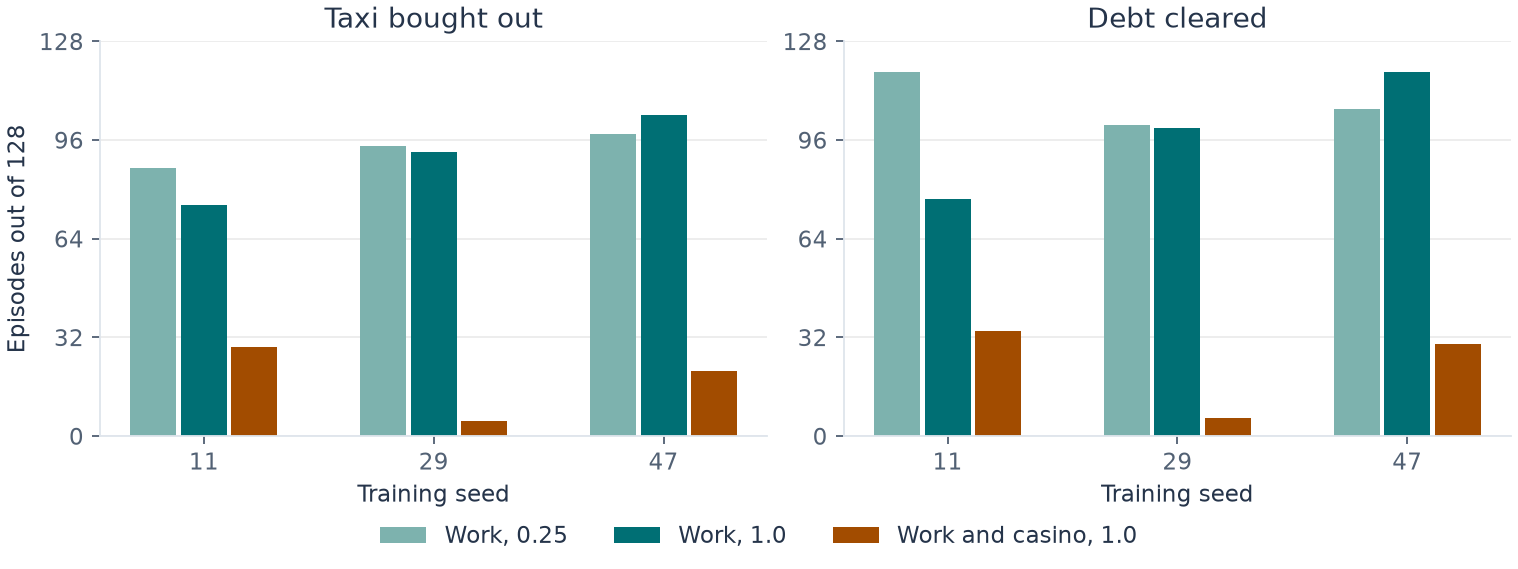 Taxi bought out
Debt cleared
Episodes out of 128
128
96
64
32
0
11
29
47
Training seed
128
96
64
32
0
11
29
47
Training seed
Work, 0.25
Work, 1.0
Work and casino, 1.0